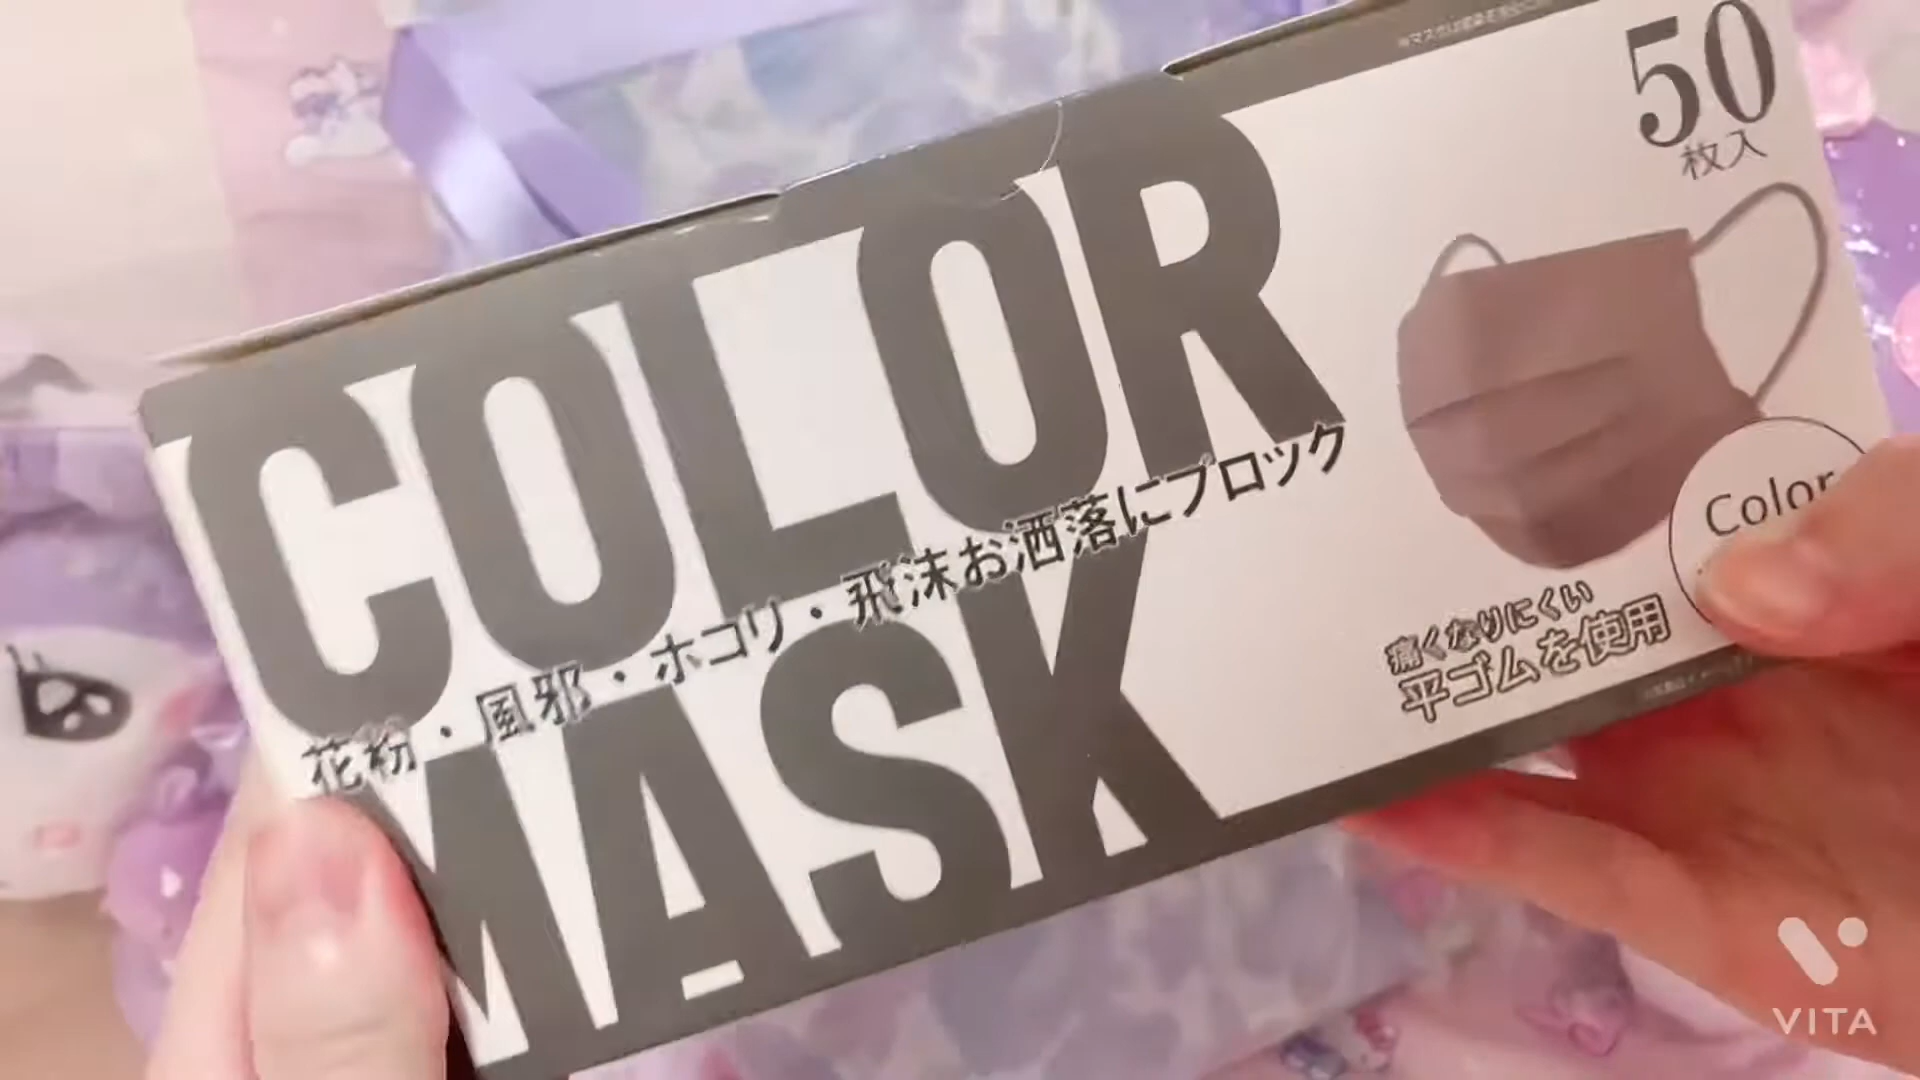 50
枚入
COLOR
花粉・風邪・ホコリ・飛沫お洒落にブロック
MASK
Color
痛くなりにくい
平ゴムを使用
VITA